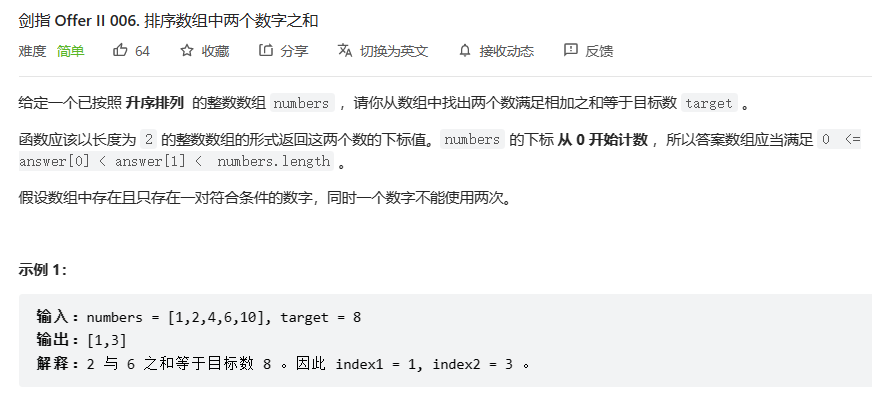 剑指 Offer II 006. 排序数组中两个数字之和
难度 简单 64 收藏 分享 切换为英文 接收动态 反馈
给定一个已按照 升序排列 的整数数组 numbers ，请你从数组中找出两个数满足相加之和等于目标数 target 。
函数应该以长度为 2 的整数数组的形式返回这两个数的下标值。numbers 的下标 从 0 开始计数 ，所以答案数组应当满足 0 <=
answer[0] < answer[1] < numbers.length 。
假设数组中存在且只存在一对符合条件的数字，同时一个数字不能使用两次。
示例 1：
输入：numbers = [1,2,4,6,10], target = 8
输出：[1,3]
解释：2 与 6 之和等于目标数 8 。因此 index1 = 1, index2 = 3 。